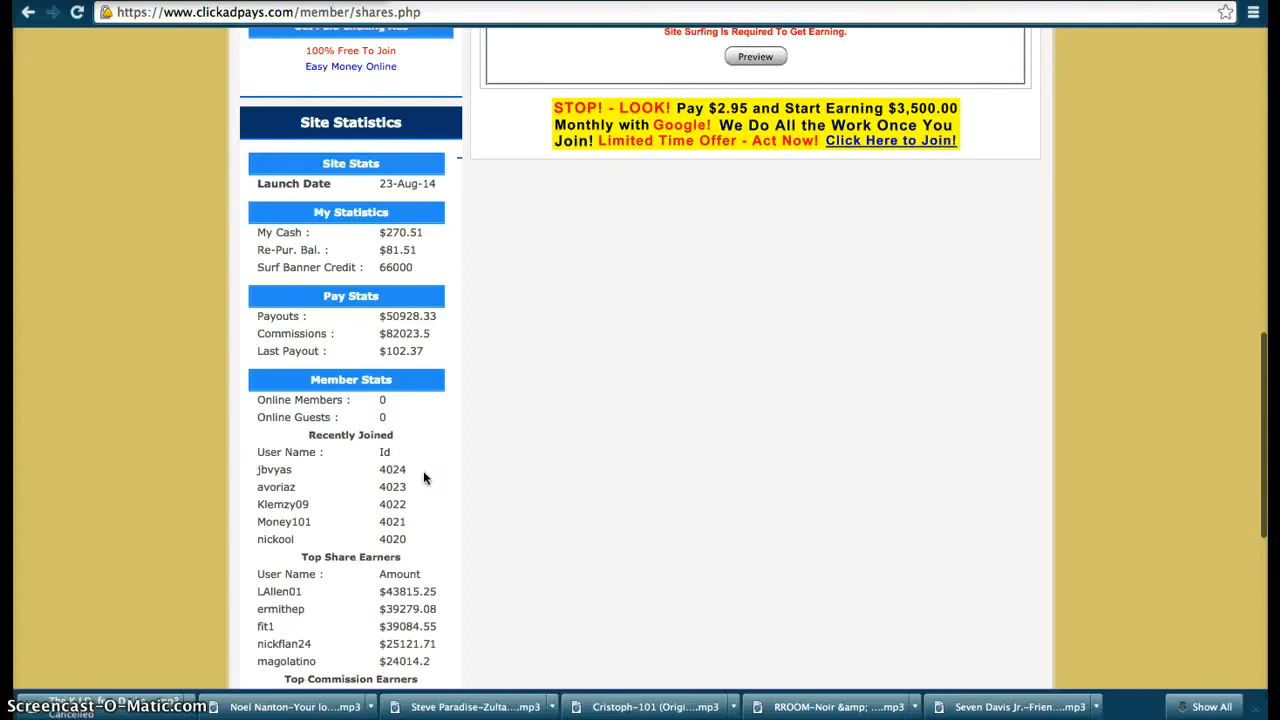 https://www.clickadpays.com/member/shares.php
100% Free To Join
Easy Money Online
Site Surfing Is Required To Get Earning.
Preview
STOP! - LOOK! Pay $2.95 and Start Earning $3,500.00
Monthly with Google! We Do All the Work Once You
Join! Limited Time Offer - Act Now! Click Here to Join!
Site Statistics
Site Stats
Launch Date 23-Aug-14
My Statistics
My Cash : $270.51
Re-Pur. Bal. : $81.51
Surf Banner Credit : 66000
Pay Stats
Payouts : $50928.33
Commissions : $82023.5
Last Payout : $102.37
Member Stats
Online Members : 0
Online Guests : 0
Recently Joined
User Name : Id
jbvyas 4024
avoriaz 4023
Klemzy09 4022
Money101 4021
nickool 4020
Top Share Earners
User Name : Amount
LAllen01 $43815.25
ermithep $39279.08
fit1 $39084.55
nickflan24 $25121.71
magolatino $24014.2
Top Commission Earners
Screencast-O-Matic.com
Cancelled
Noel Nanton-Your lo....mp3
Steve Paradise-Zulta....mp3
Cristoph-101 (Origi....mp3
RROOM-Noir &amp; ....mp3
Seven Davis Jr.-Frien....mp3
Show All